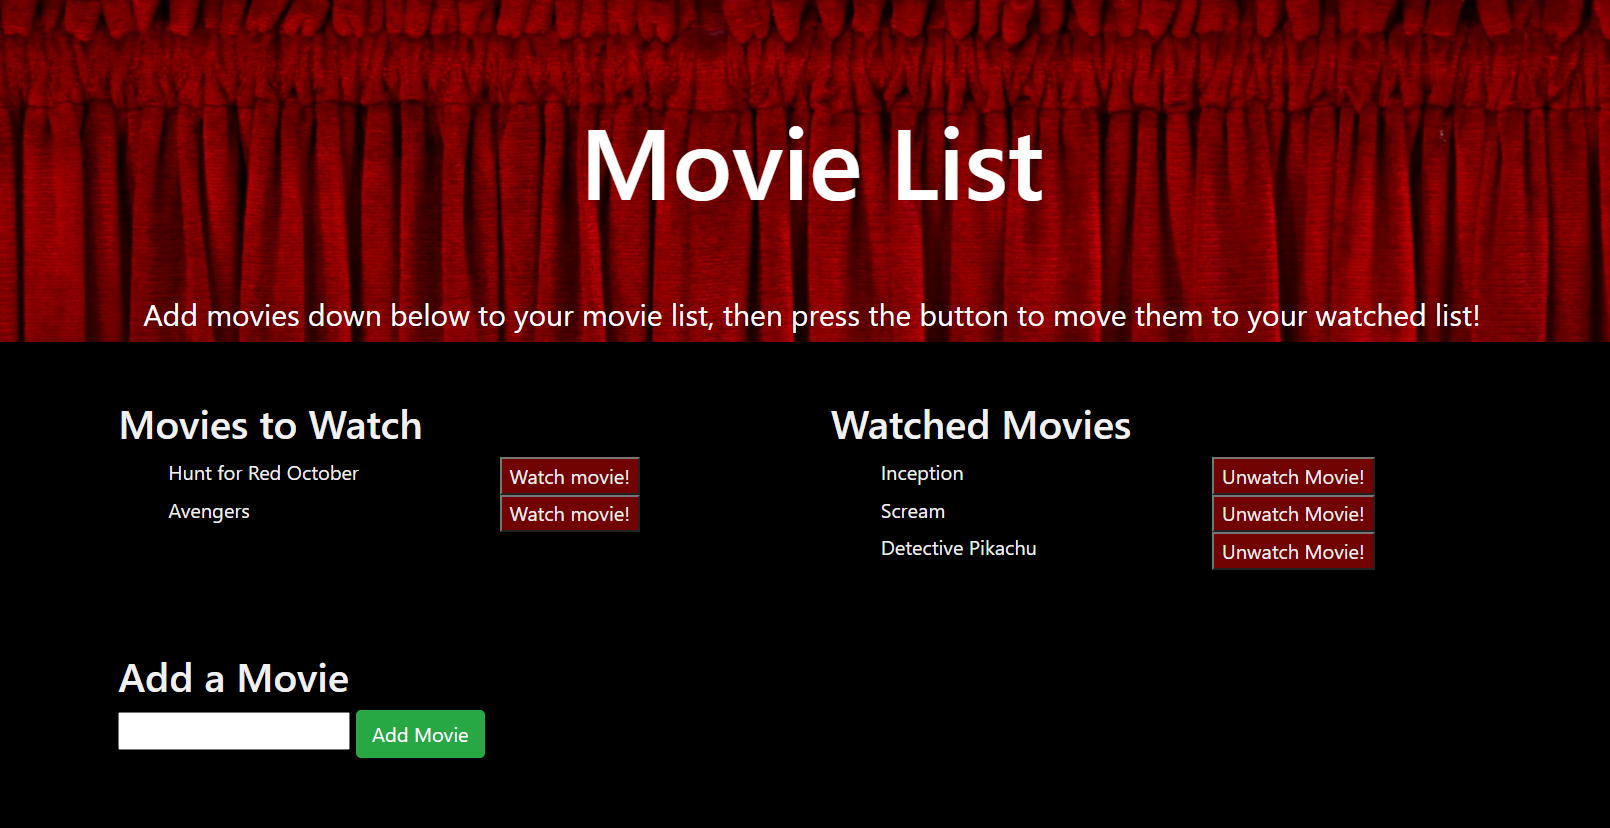 Movie List
Add movies down below to your movie list, then press the button to move them to your watched list!
Movies to Watch
Hunt for Red October Watch movie!
Avengers Watch movie!
Watched Movies
Inception Unwatch Movie!
Scream Unwatch Movie!
Detective Pikachu Unwatch Movie!
Add a Movie
Add Movie